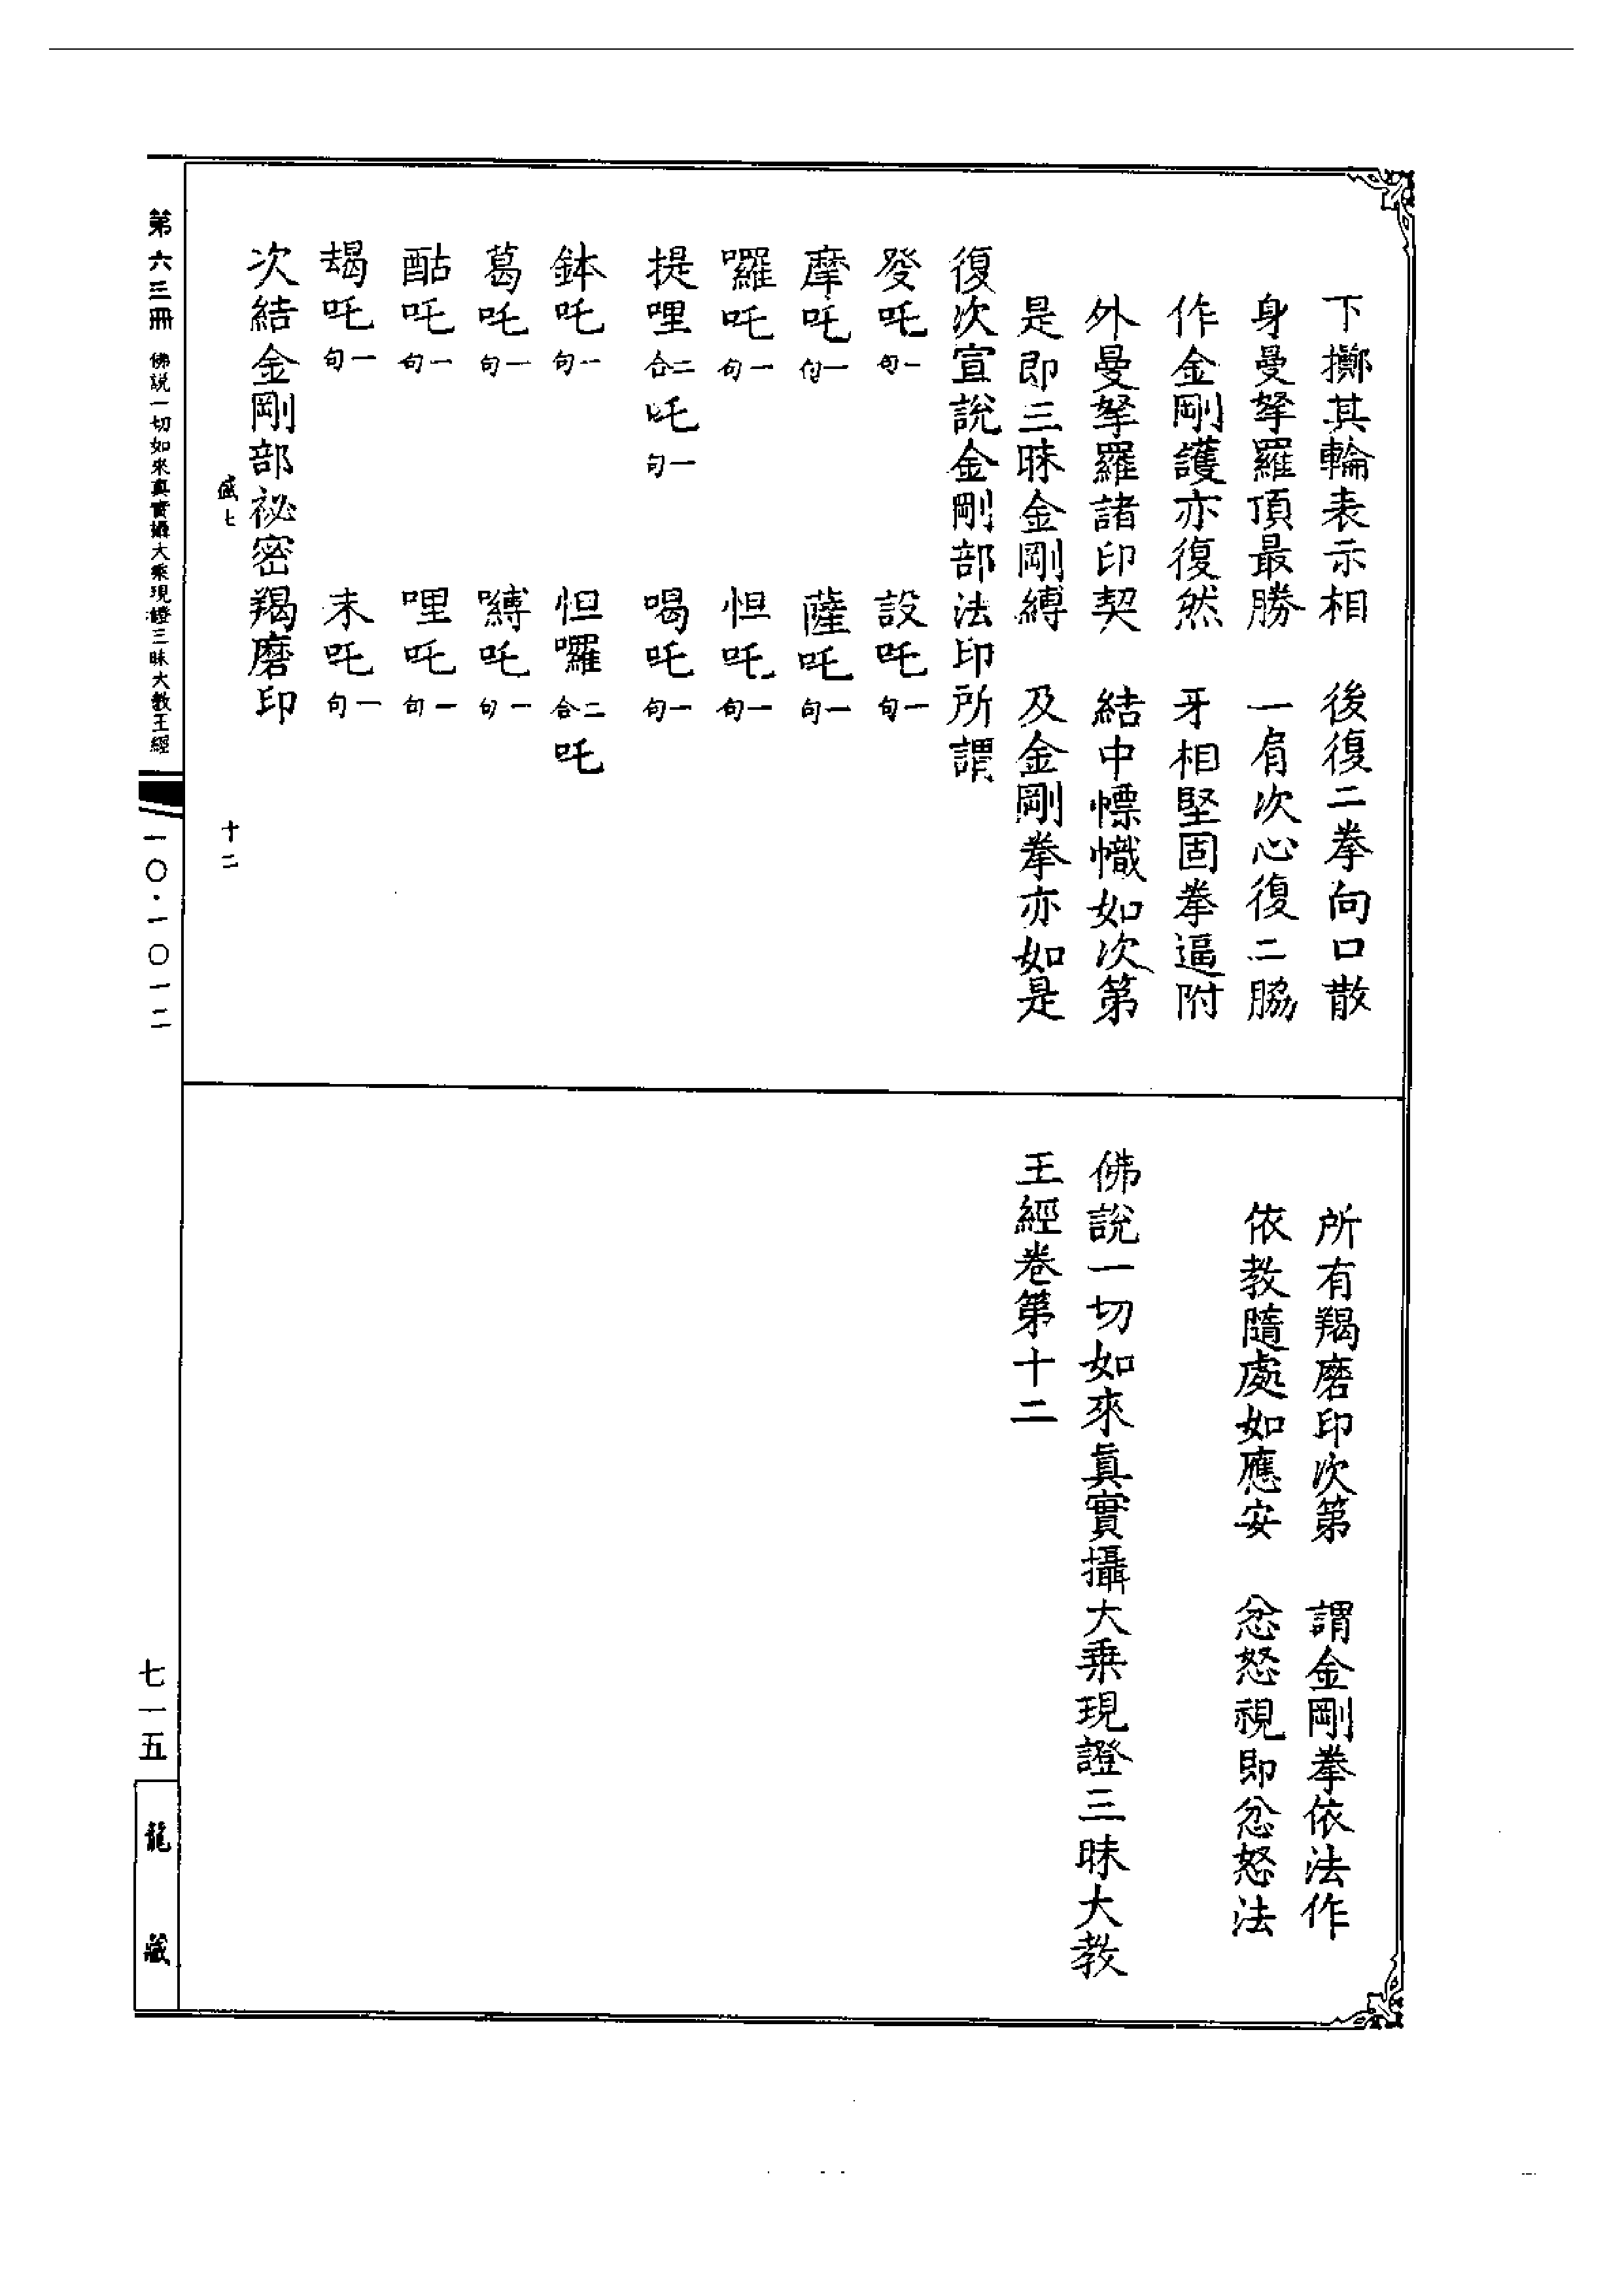 下擲其輪表示相　後復二拳向口散
身曼拏羅頂最勝　一肩次心復二脇
作金剛護亦復然　牙相堅固拳逼附
外曼拏羅諸印契　結中幖幟如次第
是即三昧金剛縛　及金剛拳亦如是
復次宣說金剛部法印所謂
發吒一句　設吒一句
摩吒一句　薩吒一句
囉吒一句　怛吒一句
提哩二合吒一句　喝吒一句
鉢吒一句　怛囉二合吒
葛吒一句　嚩吒一句
酤吒一句　哩吒一句
朅吒一句　未吒一句
次結金剛部祕密羯磨印
七　十二
所有羯磨印次第　謂金剛拳依法作
依教隨處如應安　忿怒視即忿怒法
佛說一切如來眞實攝大乗現證三昧大教
王經卷第十二
第六三冊　佛説一切如來真實攝大乘現證三昧大教王經
一〇·一〇一二
七一五
龍藏